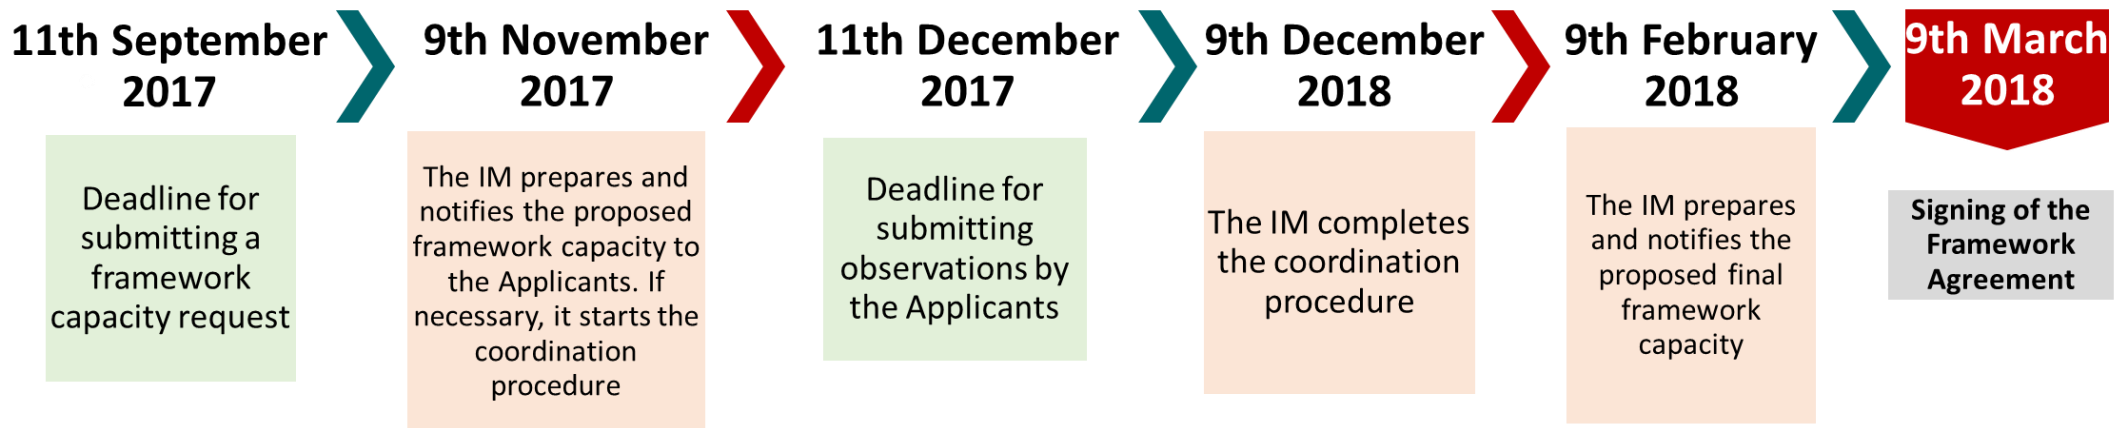 11th September
2017
9th November
2017
11th December
2017
9th December
2018
9th February
2018
9th March
2018
Deadline for
submitting a
framework
capacity request
The IM prepares and
notifies the proposed
framework capacity to
the Applicants. If
necessary, it starts the
coordination
procedure
Deadline for
submitting
observations by
the Applicants
The IM completes
the coordination
procedure
The IM prepares
and notifies the
proposed final
framework
capacity
Signing of the
Framework
Agreement